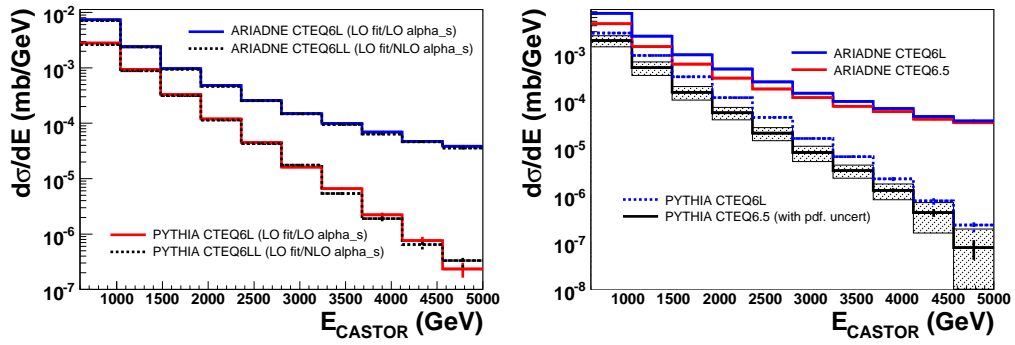 dσ/dE (mb/GeV)
10⁻²
10⁻³
10⁻⁴
10⁻⁵
10⁻⁶
10⁻⁷
ARIADNE CTEQ6L (LO fit/LO alpha_s)
ARIADNE CTEQ6LL (LO fit/NLO alpha_s)
PYTHIA CTEQ6L (LO fit/LO alpha_s)
PYTHIA CTEQ6LL (LO fit/NLO alpha_s)
1000 1500 2000 2500 3000 3500 4000 4500 5000
E_CASTOR (GeV)
dσ/dE (mb/GeV)
10⁻³
10⁻⁴
10⁻⁵
10⁻⁶
10⁻⁷
10⁻⁸
ARIADNE CTEQ6L
ARIADNE CTEQ6.5
PYTHIA CTEQ6L
PYTHIA CTEQ6.5 (with pdf. uncert)
1000 1500 2000 2500 3000 3500 4000 4500 5000
E_CASTOR (GeV)